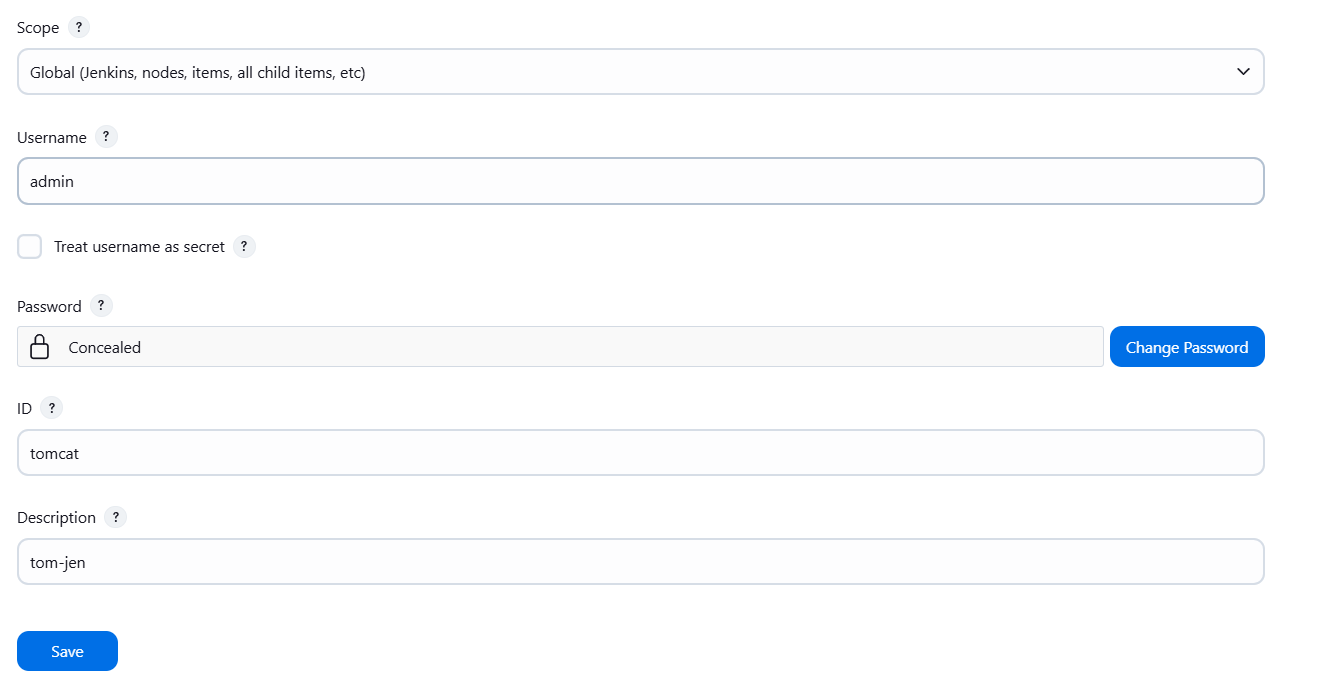 Scope ?
Global (Jenkins, nodes, items, all child items, etc)
Username ?
admin
Treat username as secret ?
Password ?
Concealed
Change Password
ID ?
tomcat
Description ?
tom-jen
Save